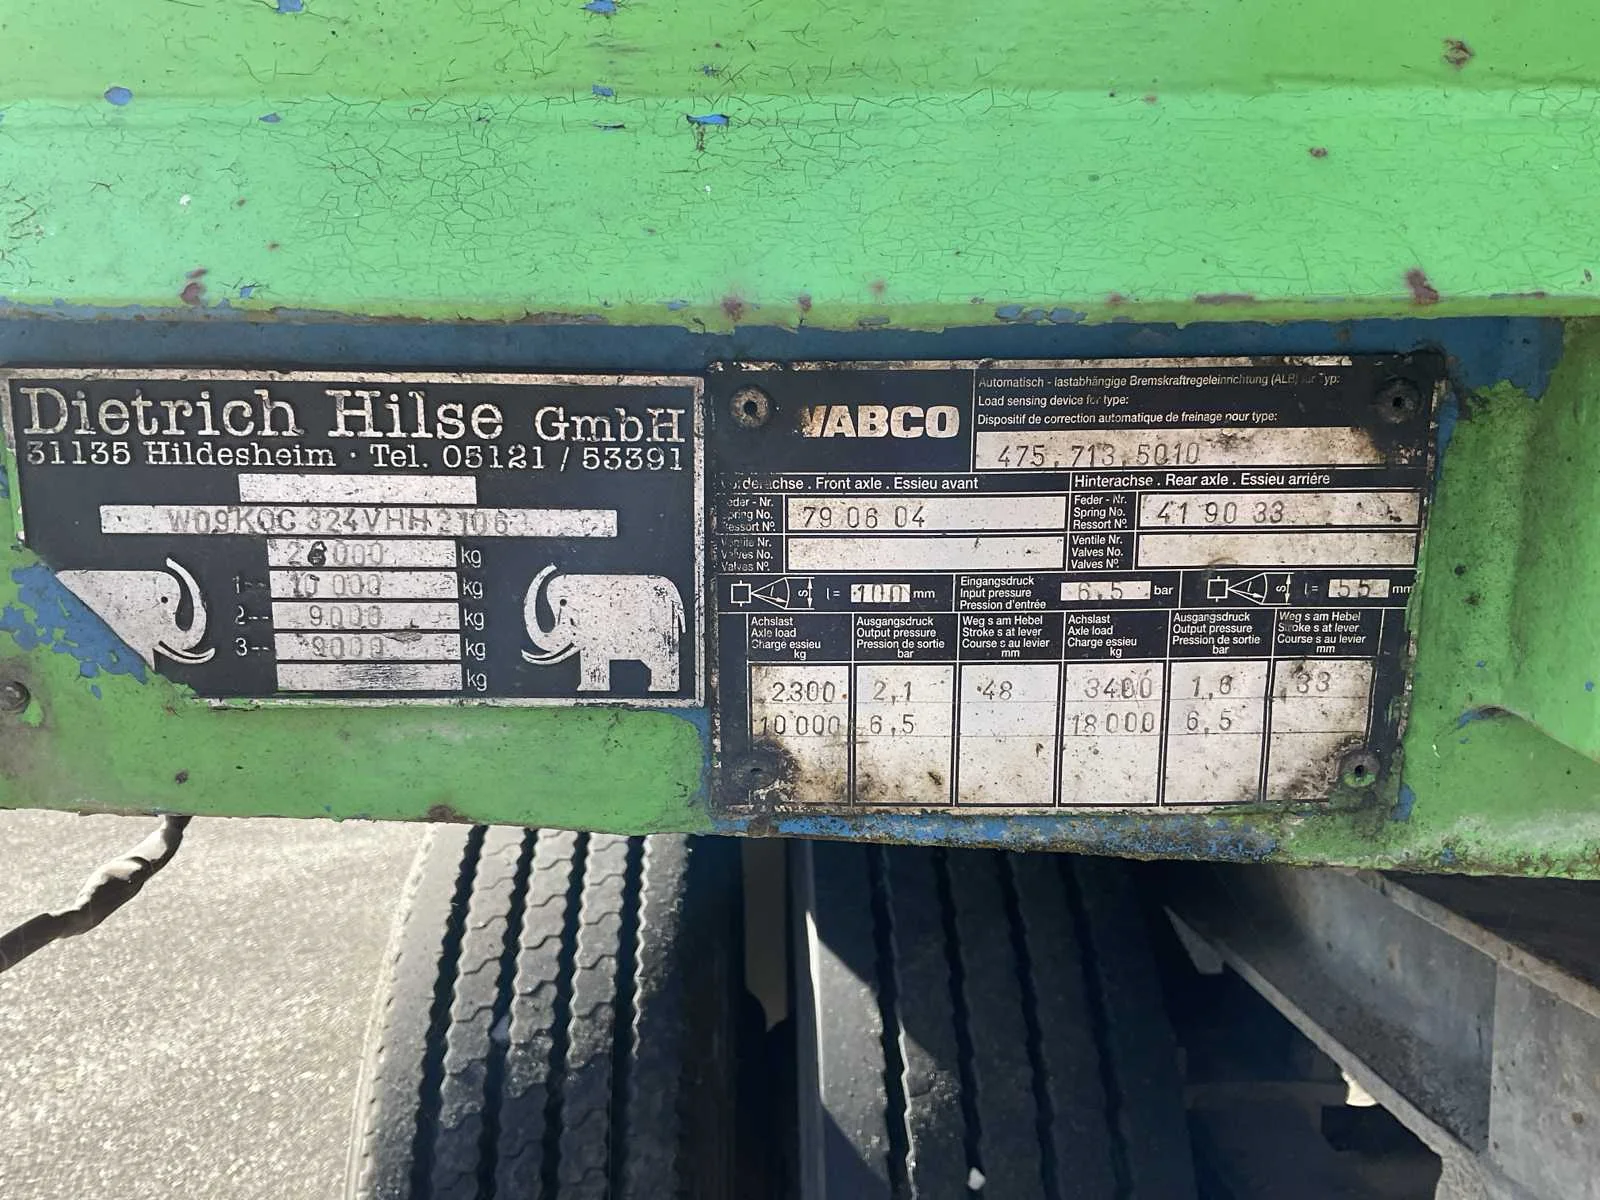 Dietrich Hilse GmbH
31135 Hildesheim · Tel. 05121 / 53391
W09KOC324VHH21063
28000 kg
1-- 10 000 kg
2-- 9000 kg
3-- 9000 kg
kg
WABCO
Automatisch - lastabhängige Bremskraftregeleinrichtung (ALB) für Typ:
Load sensing device for type:
Dispositif de correction automatique de freinage pour type:
475.713.5010
Vorderachse . Front axle . Essieu avant
Feder - Nr.
Spring No.
Ressort Nº.
79 06 04
Ventile Nr.
Valves No.
Valves Nº.
Hinterachse . Rear axle . Essieu arriére
Feder - Nr.
Spring No.
Ressort Nº.
41 90 33
Ventile Nr.
Valves No.
Valves Nº.
L S l = 100 mm
Eingangsdruck
Input pressure
Pression d'entrée
6,5 bar
L S l = 55 mm
Achslast
Axle load
Charge essieu
kg
Ausgangsdruck
Output pressure
Pression de sortie
bar
Weg s am Hebel
Stroke s at lever
Course s au levier
mm
Achslast
Axle load
Charge essieu
kg
Ausgangsdruck
Output pressure
Pression de sortie
bar
Weg s am Hebel
Stroke s at lever
Course s au levier
mm
2300 2,1 48 3400 1,8 33
10 000 6,5 18 000 6,5